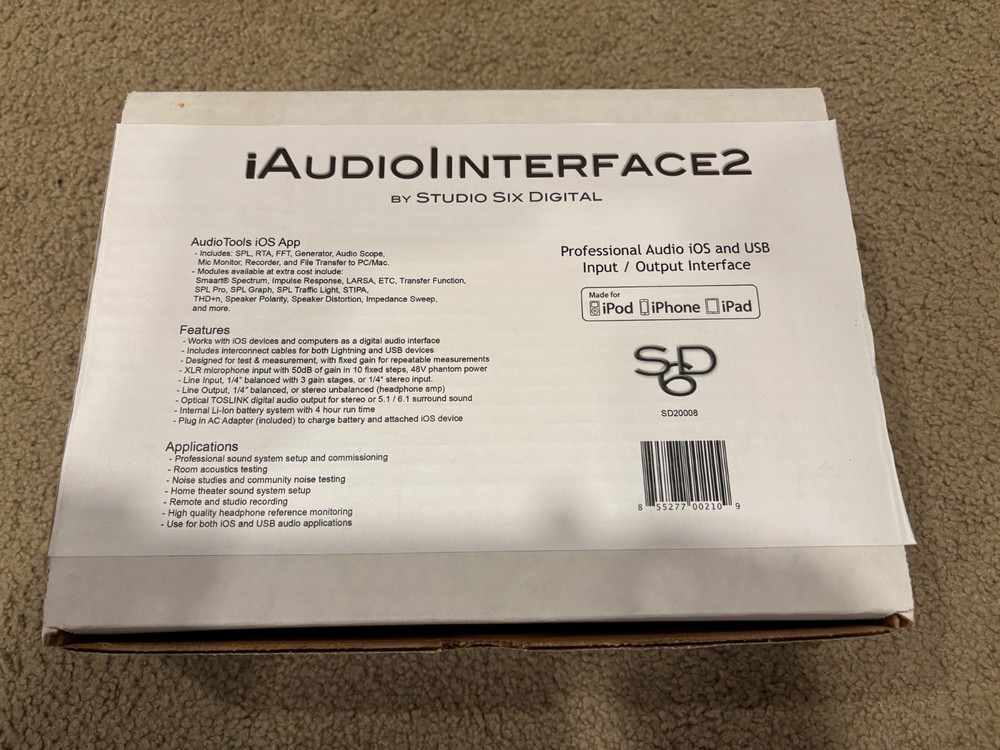 iAudioIinterface2
by Studio Six Digital
AudioTools iOS App
- Includes: SPL, RTA, FFT, Generator, Audio Scope,
Mic Monitor, Recorder, and File Transfer to PC/Mac.
- Modules available at extra cost include:
Smaart® Spectrum, Impulse Response, LARSA, ETC, Transfer Function,
SPL Pro, SPL Graph, SPL Traffic Light, STIPA,
THD+n, Speaker Polarity, Speaker Distortion, Impedance Sweep,
and more.
Features
- Works with iOS devices and computers as a digital audio interface
- Includes interconnect cables for both Lightning and USB devices
- Designed for test & measurement, with fixed gain for repeatable measurements
- XLR microphone input with 50dB of gain in 10 fixed steps, 48V phantom power
- Line Input, 1/4" balanced with 3 gain stages, or 1/4" stereo input.
- Line Output, 1/4" balanced, or stereo unbalanced (headphone amp)
- Optical TOSLINK digital audio output for stereo or 5.1 / 6.1 surround sound
- Internal Li-Ion battery system with 4 hour run time
- Plug in AC Adapter (included) to charge battery and attached iOS device
Applications
- Professional sound system setup and commissioning
- Room acoustics testing
- Noise studies and community noise testing
- Home theater sound system setup
- Remote and studio recording
- High quality headphone reference monitoring
- Use for both iOS and USB audio applications
Professional Audio iOS and USB
Input / Output Interface
Made for
iPod iPhone iPad
S6D
SD20008
8 55277 00210 9